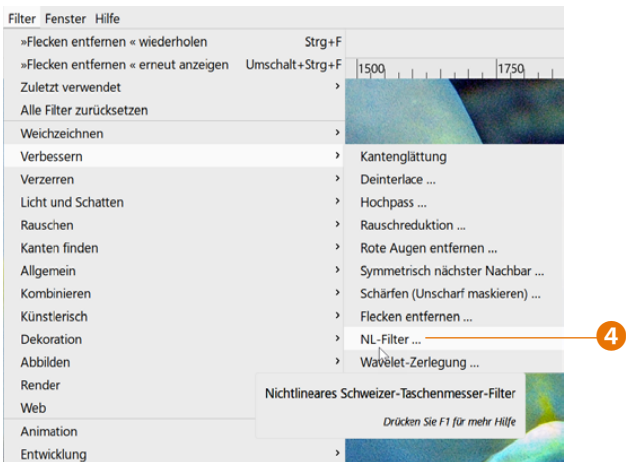 Filter Fenster Hilfe
»Flecken entfernen « wiederholen Strg+F
»Flecken entfernen « erneut anzeigen Umschalt+Strg+F
Zuletzt verwendet
Alle Filter zurücksetzen
Weichzeichnen
Verbessern
Verzerren
Licht und Schatten
Rauschen
Kanten finden
Allgemein
Kombinieren
Künstlerisch
Dekoration
Abbilden
Render
Web
Animation
Entwicklung
1500 1750
Kantenglättung
Deinterlace ...
Hochpass ...
Rauschreduktion ...
Rote Augen entfernen ...
Symmetrisch nächster Nachbar ...
Schärfen (Unscharf maskieren) ...
Flecken entfernen ...
NL-Filter ...
Wavelet-Zerlegung ...
Nichtlineares Schweizer-Taschenmesser-Filter
Drücken Sie F1 für mehr Hilfe
4